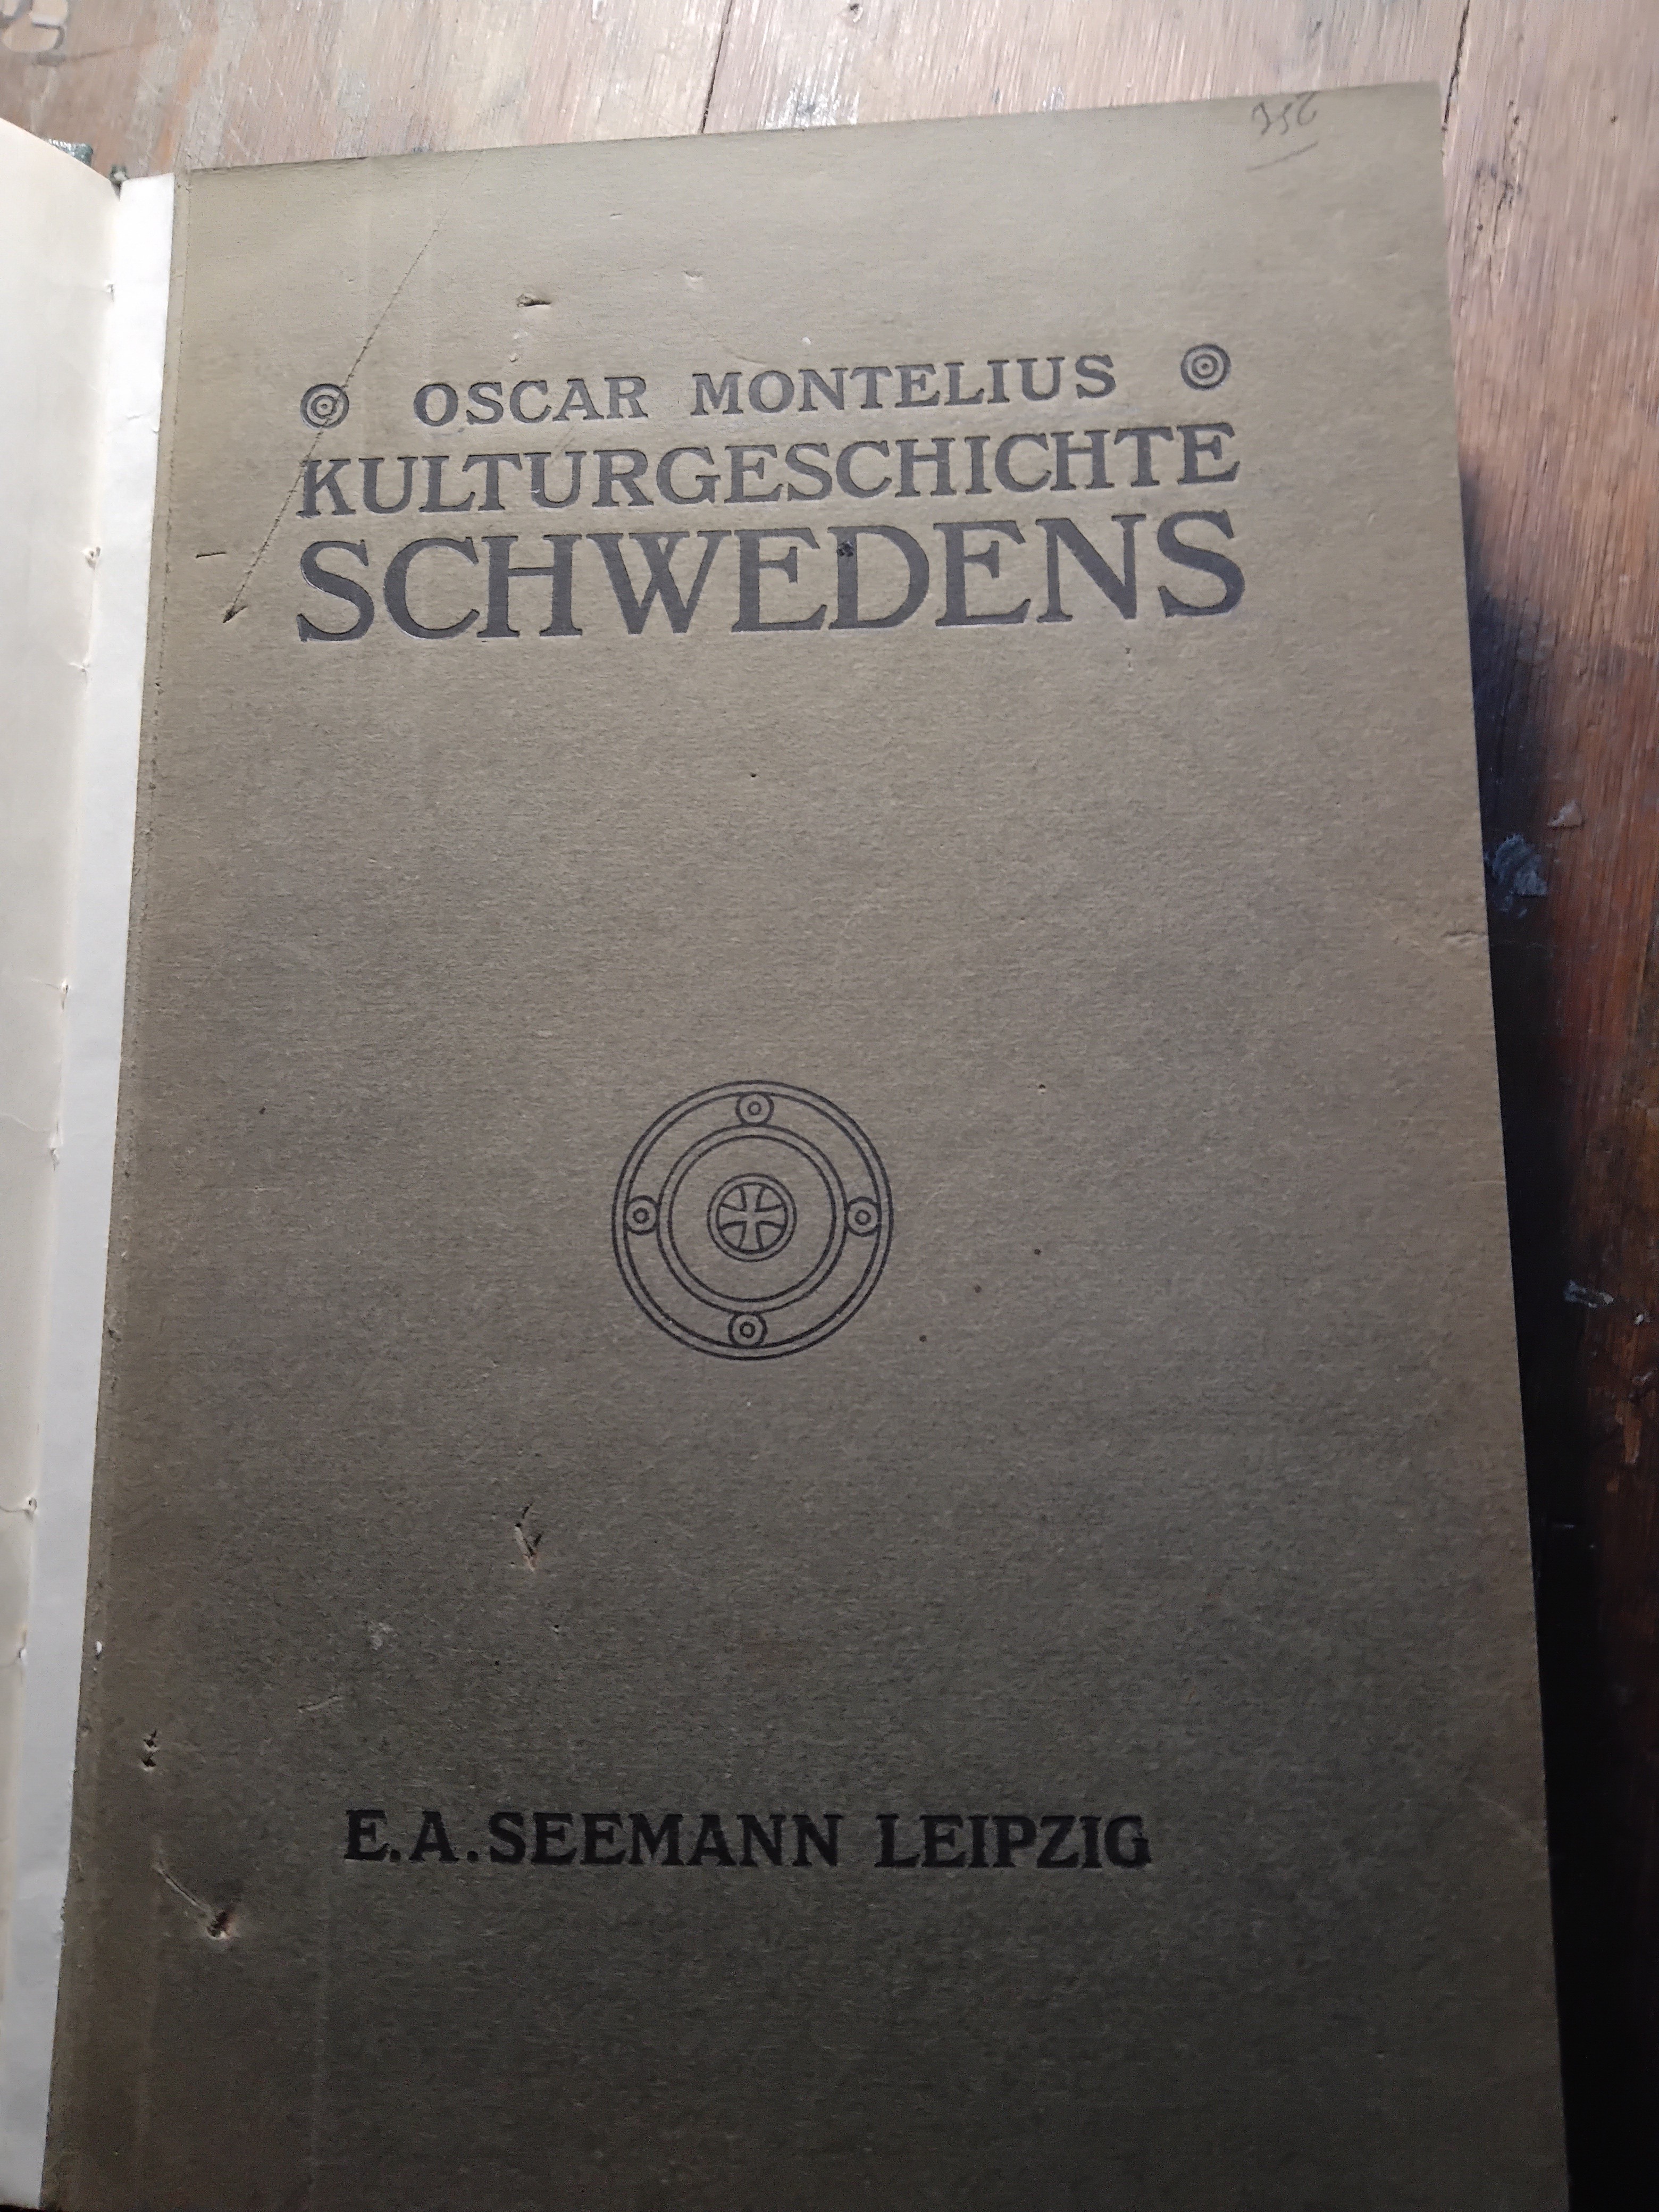 OSCAR MONTELIUS
KULTURGESCHICHTE
SCHWEDENS
E.A. SEEMANN LEIPZIG